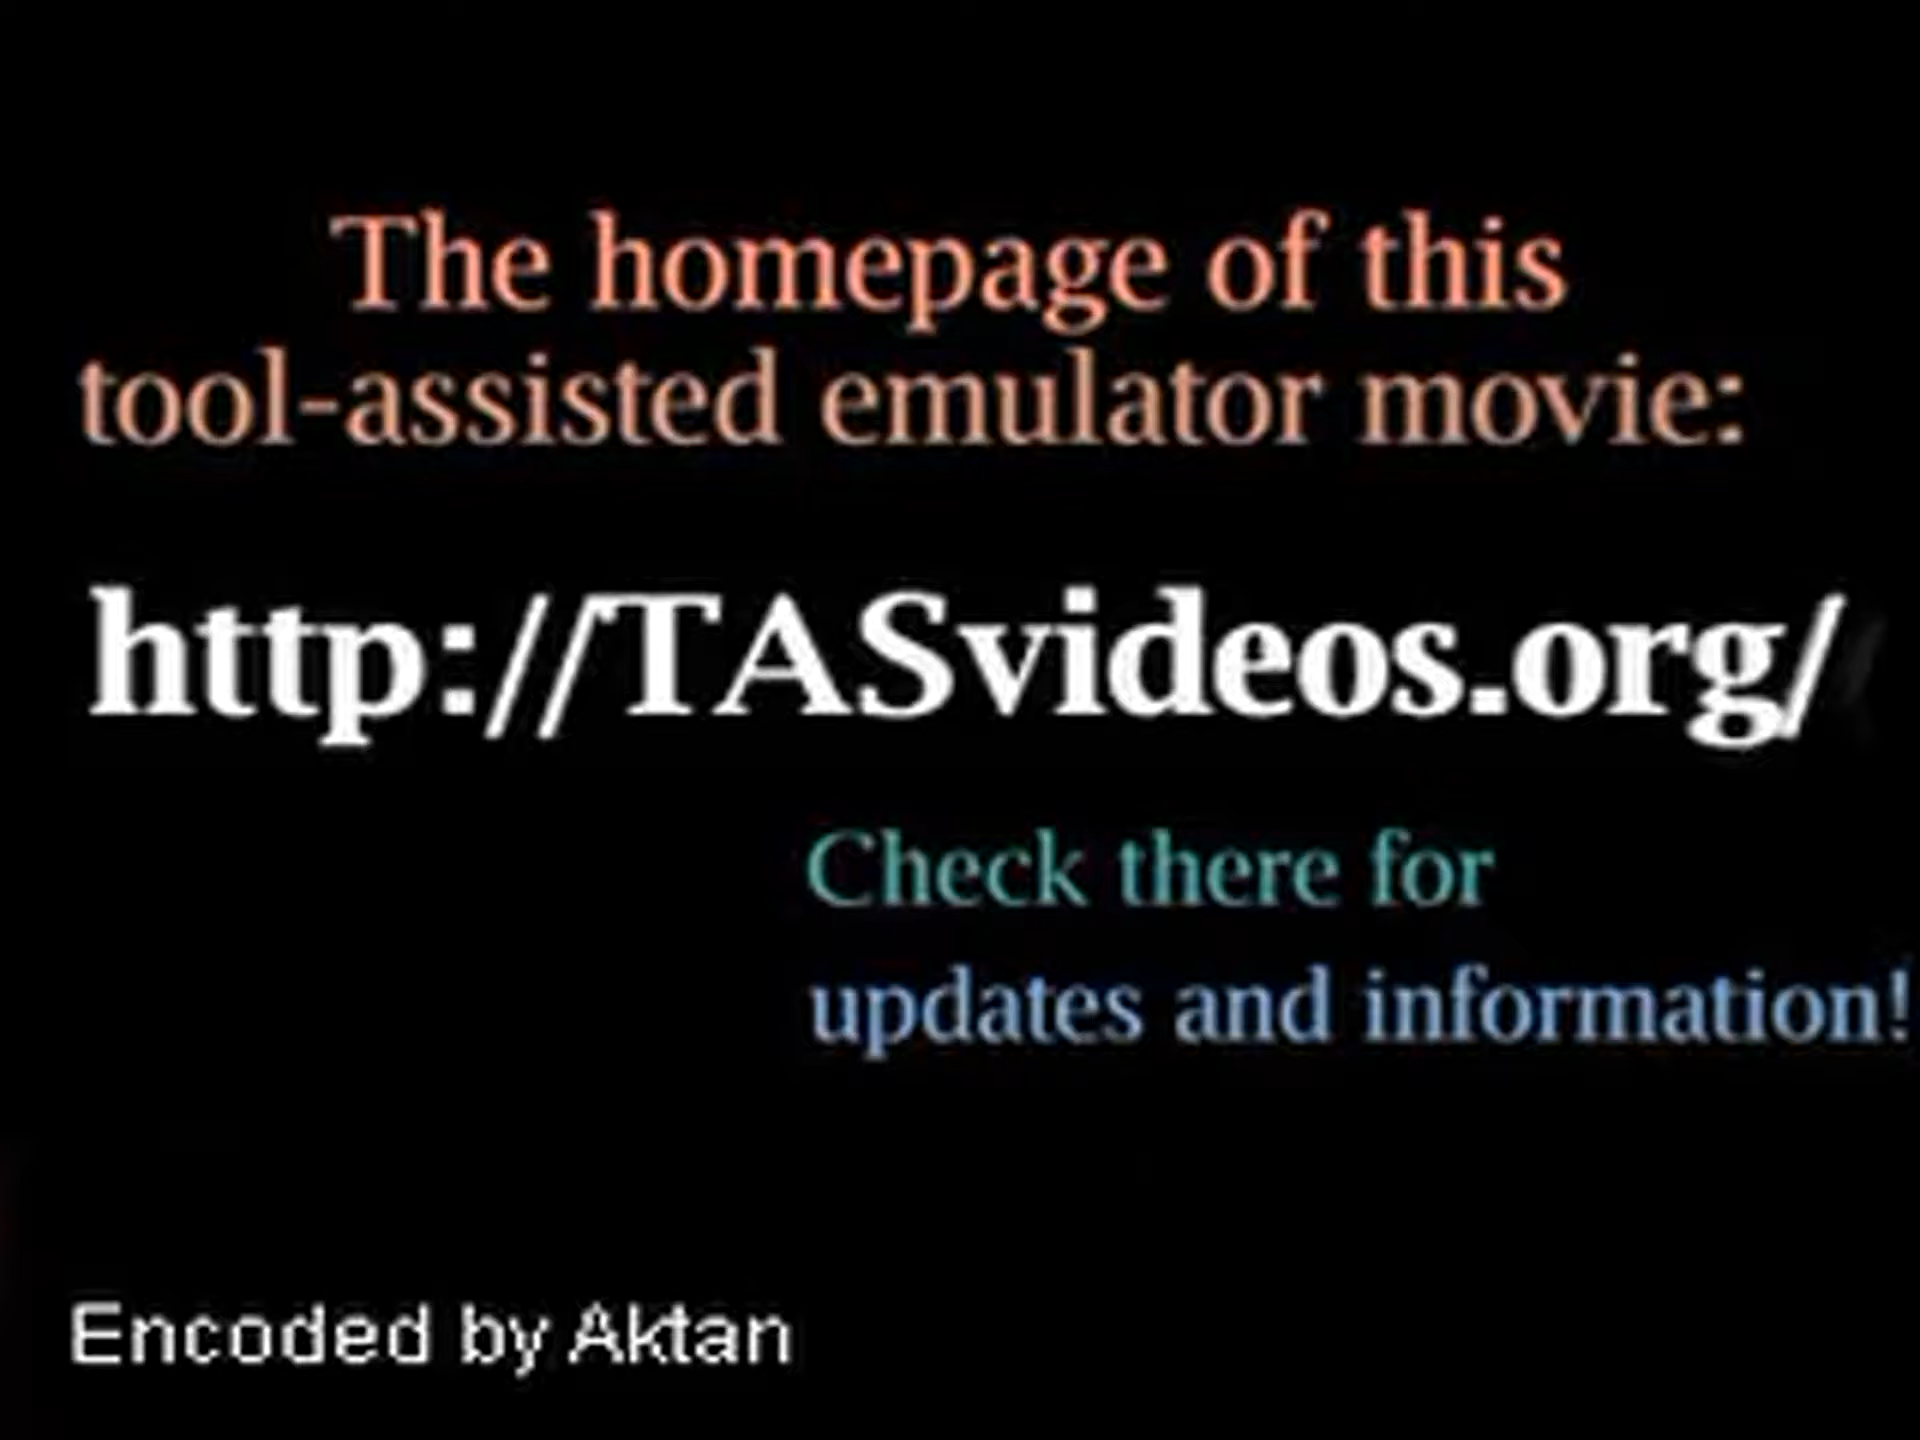 The homepage of this
tool-assisted emulator movie:
http://TASvideos.org/
Check there for
updates and information!
Encoded by Aktan